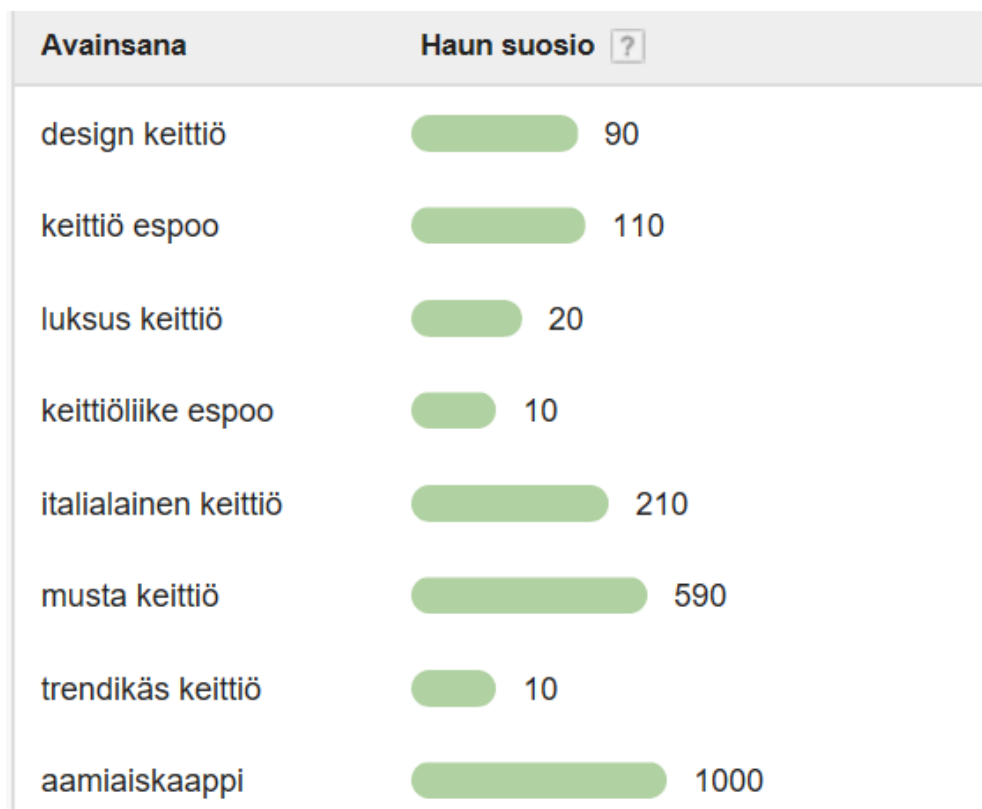 Avainsana Haun suosio ?
design keittiö 90
keittiö espoo 110
luksus keittiö 20
keittiöliike espoo 10
italialainen keittiö 210
musta keittiö 590
trendikäs keittiö 10
aamiaiskaappi 1000